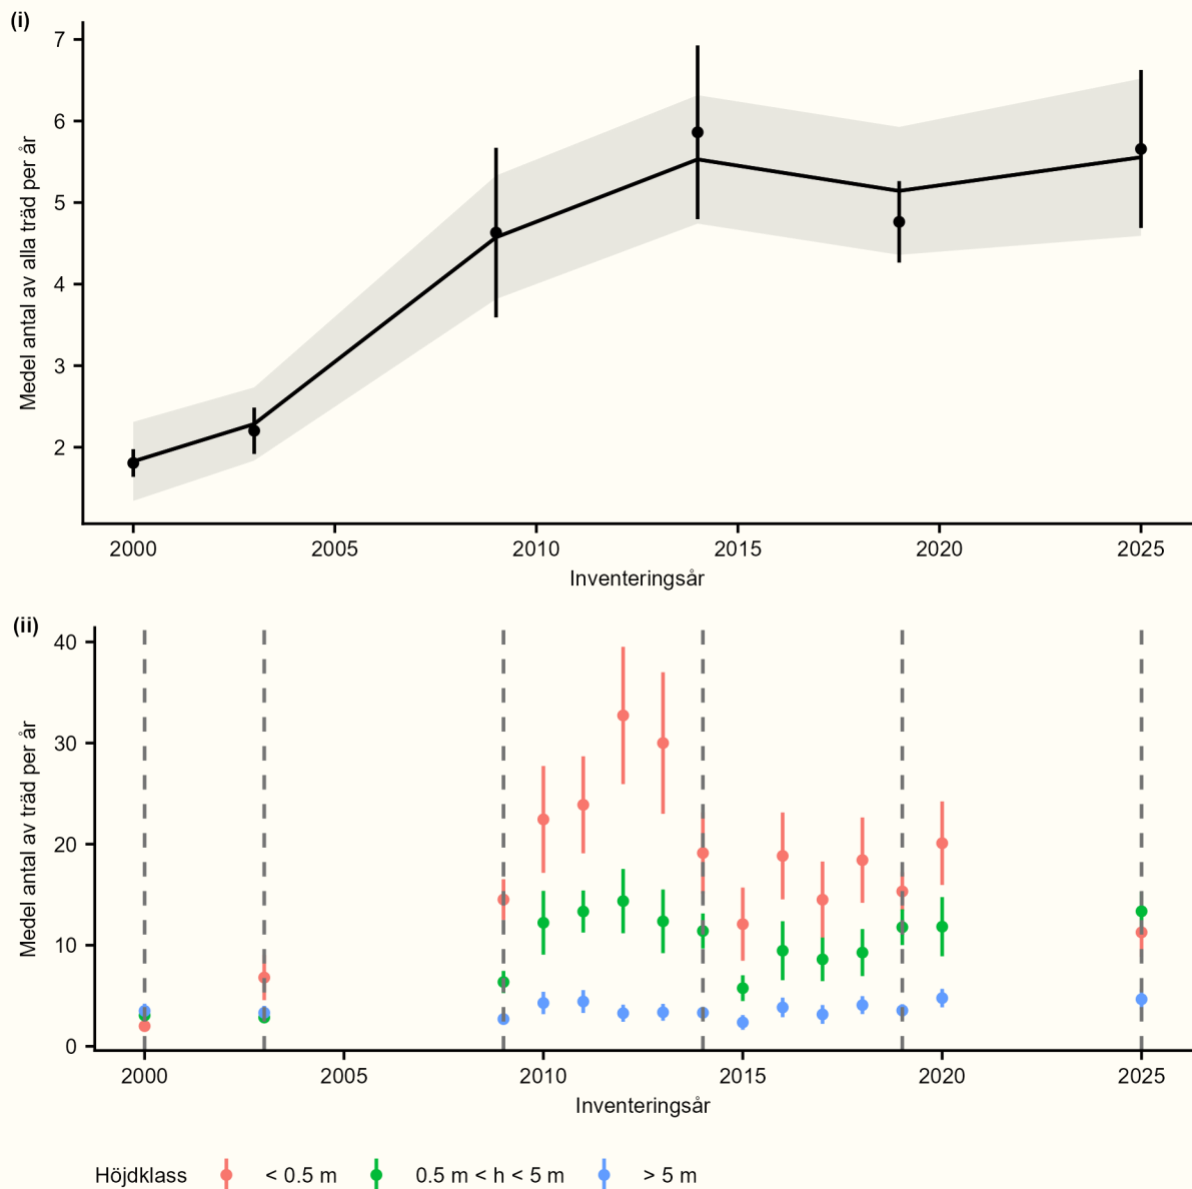 (i)
7
6
5
4
3
2
Medel antal av alla träd per år
2000 2005 2010 2015 2020 2025
Inventeringsår
(ii)
40
30
20
10
0
Medel antal av träd per år
2000 2005 2010 2015 2020 2025
Inventeringsår
Höjdklass < 0.5 m 0.5 m < h < 5 m > 5 m